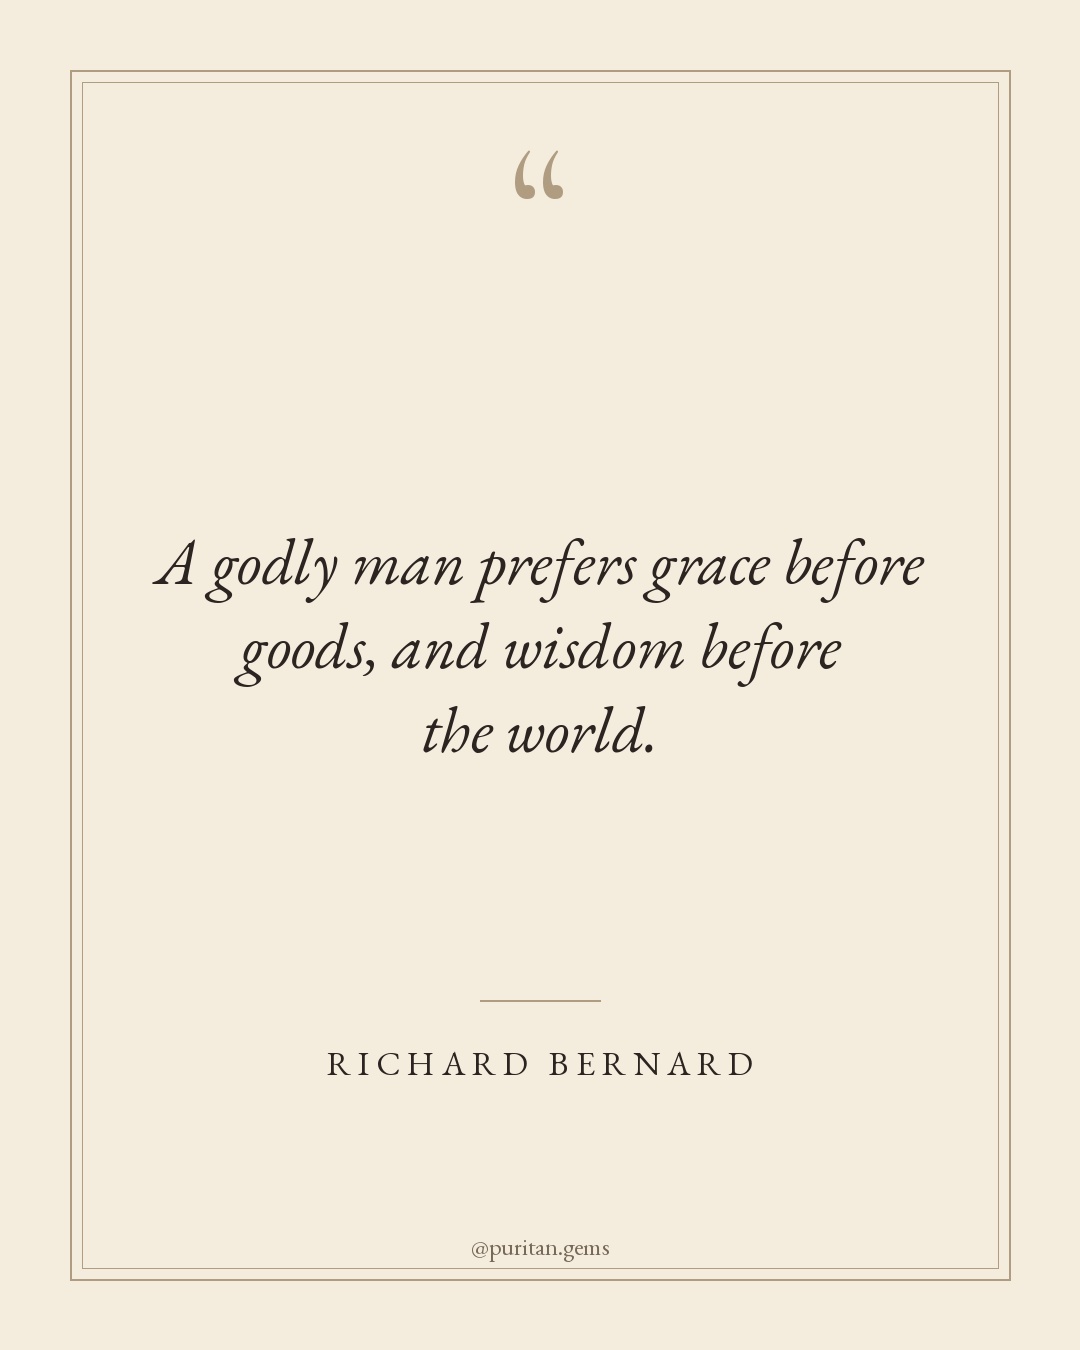 “
A godly man prefers grace before
goods, and wisdom before
the world.
RICHARD BERNARD
@puritan.gems